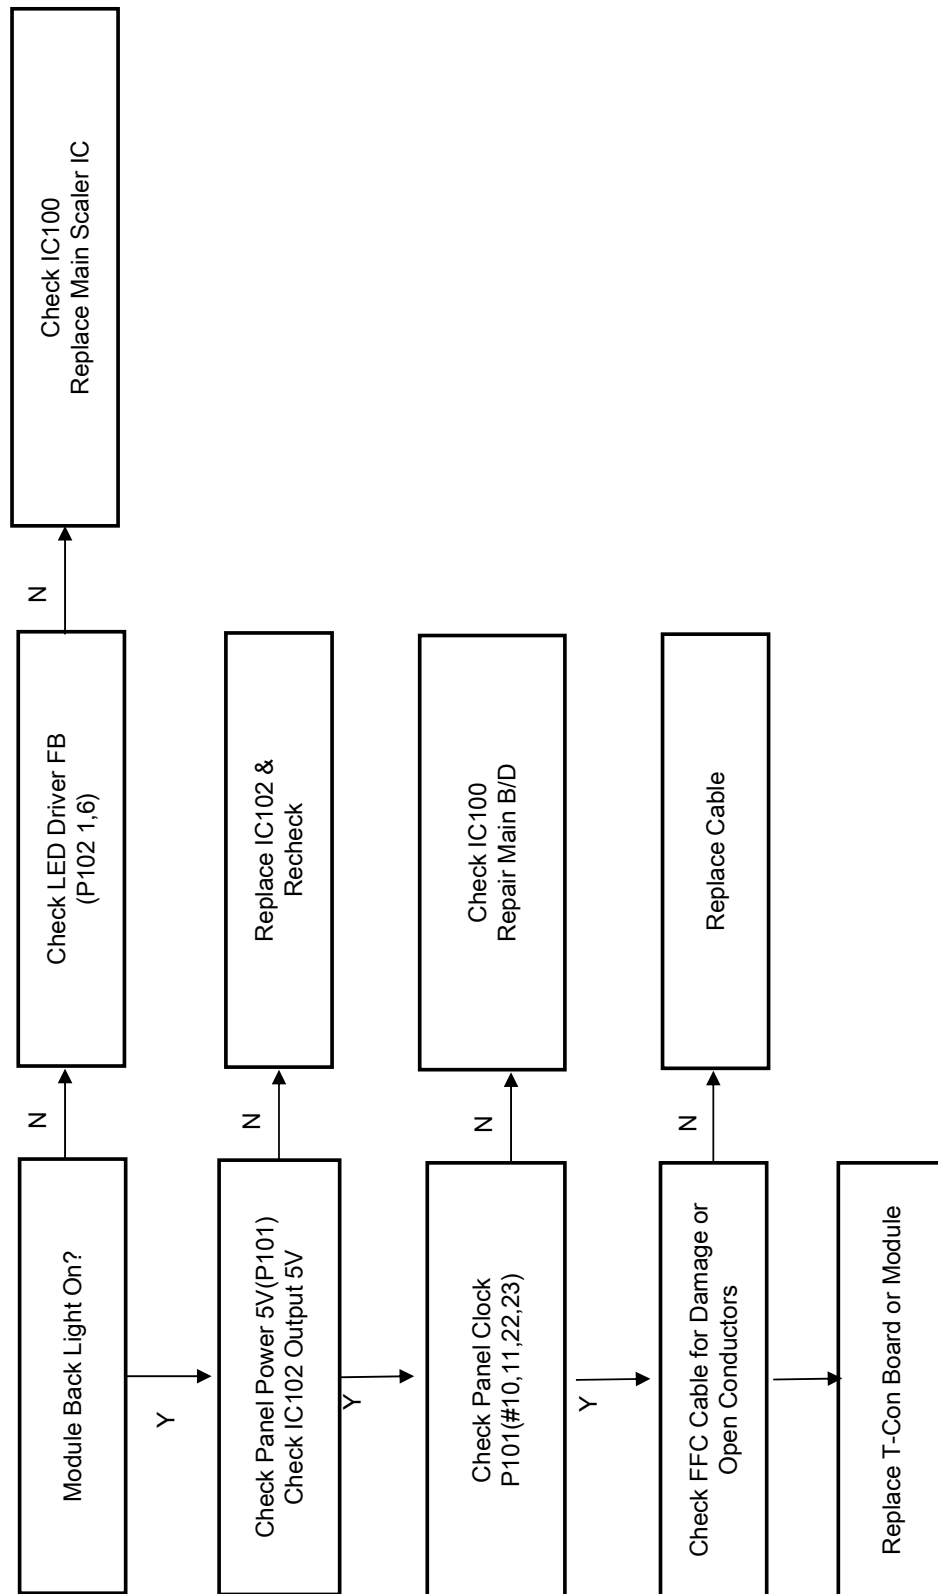 Module Back Light On?
N
Check LED Driver FB
(P102 1,6)
N
Check IC100
Replace Main Scaler IC
Y
Check Panel Power 5V(P101)
Check IC102 Output 5V
N
Replace IC102 &
Recheck
Y
Check Panel Clock
P101(#10,11,22,23)
N
Check IC100
Repair Main B/D
Y
Check FFC Cable for Damage or
Open Conductors
N
Replace Cable
Replace T-Con Board or Module